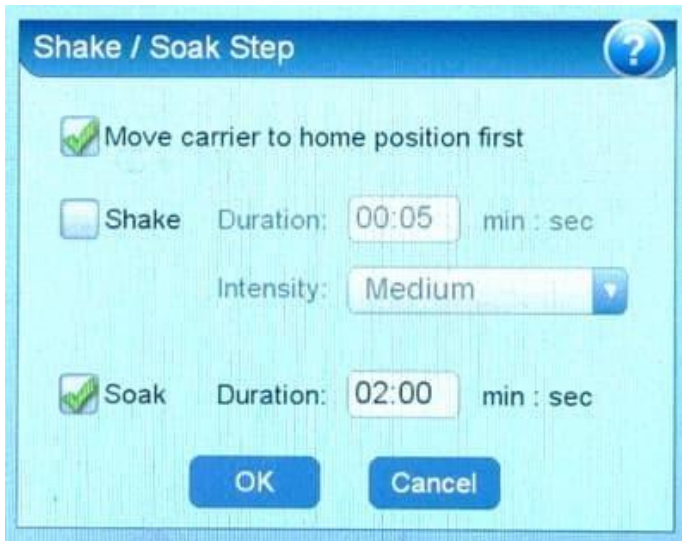 Shake / Soak Step ?
Move carrier to home position first
Shake Duration: 00:05 min : sec
Intensity: Medium
Soak Duration: 02:00 min : sec
OK Cancel